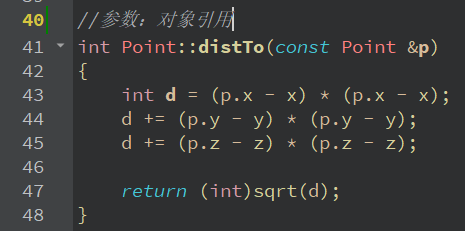 40 //参数：对象引用
41 int Point::distTo(const Point &p)
42 {
43     int d = (p.x - x) * (p.x - x);
44     d += (p.y - y) * (p.y - y);
45     d += (p.z - z) * (p.z - z);
46
47     return (int)sqrt(d);
48 }